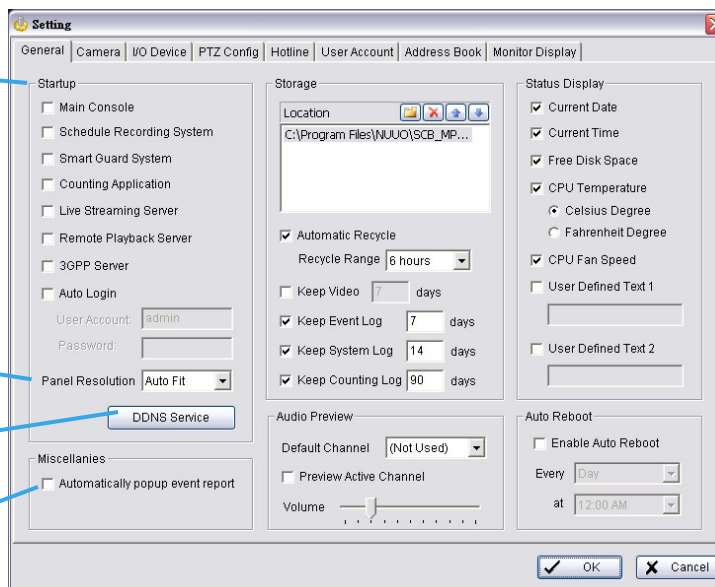 Setting
General
Camera
I/O Device
PTZ Config
Hotline
User Account
Address Book
Monitor Display
Startup
Main Console
Schedule Recording System
Smart Guard System
Counting Application
Live Streaming Server
Remote Playback Server
3GPP Server
Auto Login
User Account: admin
Password:
Panel Resolution Auto Fit
DDNS Service
Miscellanies
Automatically popup event report
Storage
Location
C:\Program Files\NUUO\SCB_MP...
Automatic Recycle
Recycle Range 6 hours
Keep Video 7 days
Keep Event Log 7 days
Keep System Log 14 days
Keep Counting Log 90 days
Audio Preview
Default Channel (Not Used)
Preview Active Channel
Volume
Status Display
Current Date
Current Time
Free Disk Space
CPU Temperature
Celsius Degree
Fahrenheit Degree
CPU Fan Speed
User Defined Text 1
User Defined Text 2
Auto Reboot
Enable Auto Reboot
Every Day
at 12:00 AM
OK
Cancel